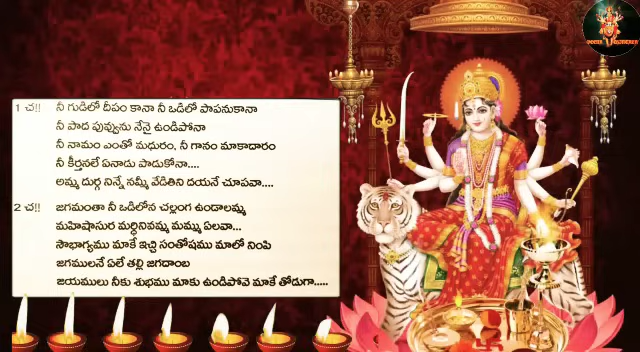 1 చ!! నీ గుడిలో దీపం కానా నీ ఒడిలో పాపనుకానా
నీ పాద పువ్వును నేనై ఉండిపోనా
నీ నామం ఎంతో మధురం, నీ గానం మాకాదారం
నీ కీర్తనలే ఏనాడు పాడుకోనా....
అమ్మ దుర్గ నిన్నే నమ్మీ వేడితిని దయనే చూపవా....
2 చ!! జగమంతా నీ ఒడిలోన చల్లంగ ఉండాలమ్మ
మహిషాసుర మర్ధినివమ్మ మమ్ము ఏలవా...
సౌభాగ్యము మాకే ఇచ్చి సంతోషము మాలో నింపి
జగములనే ఏలే తల్లి జగదాంబ
జయములు నీకు శుభము మాకు ఉండిపోవె మాకే తోడుగా.....